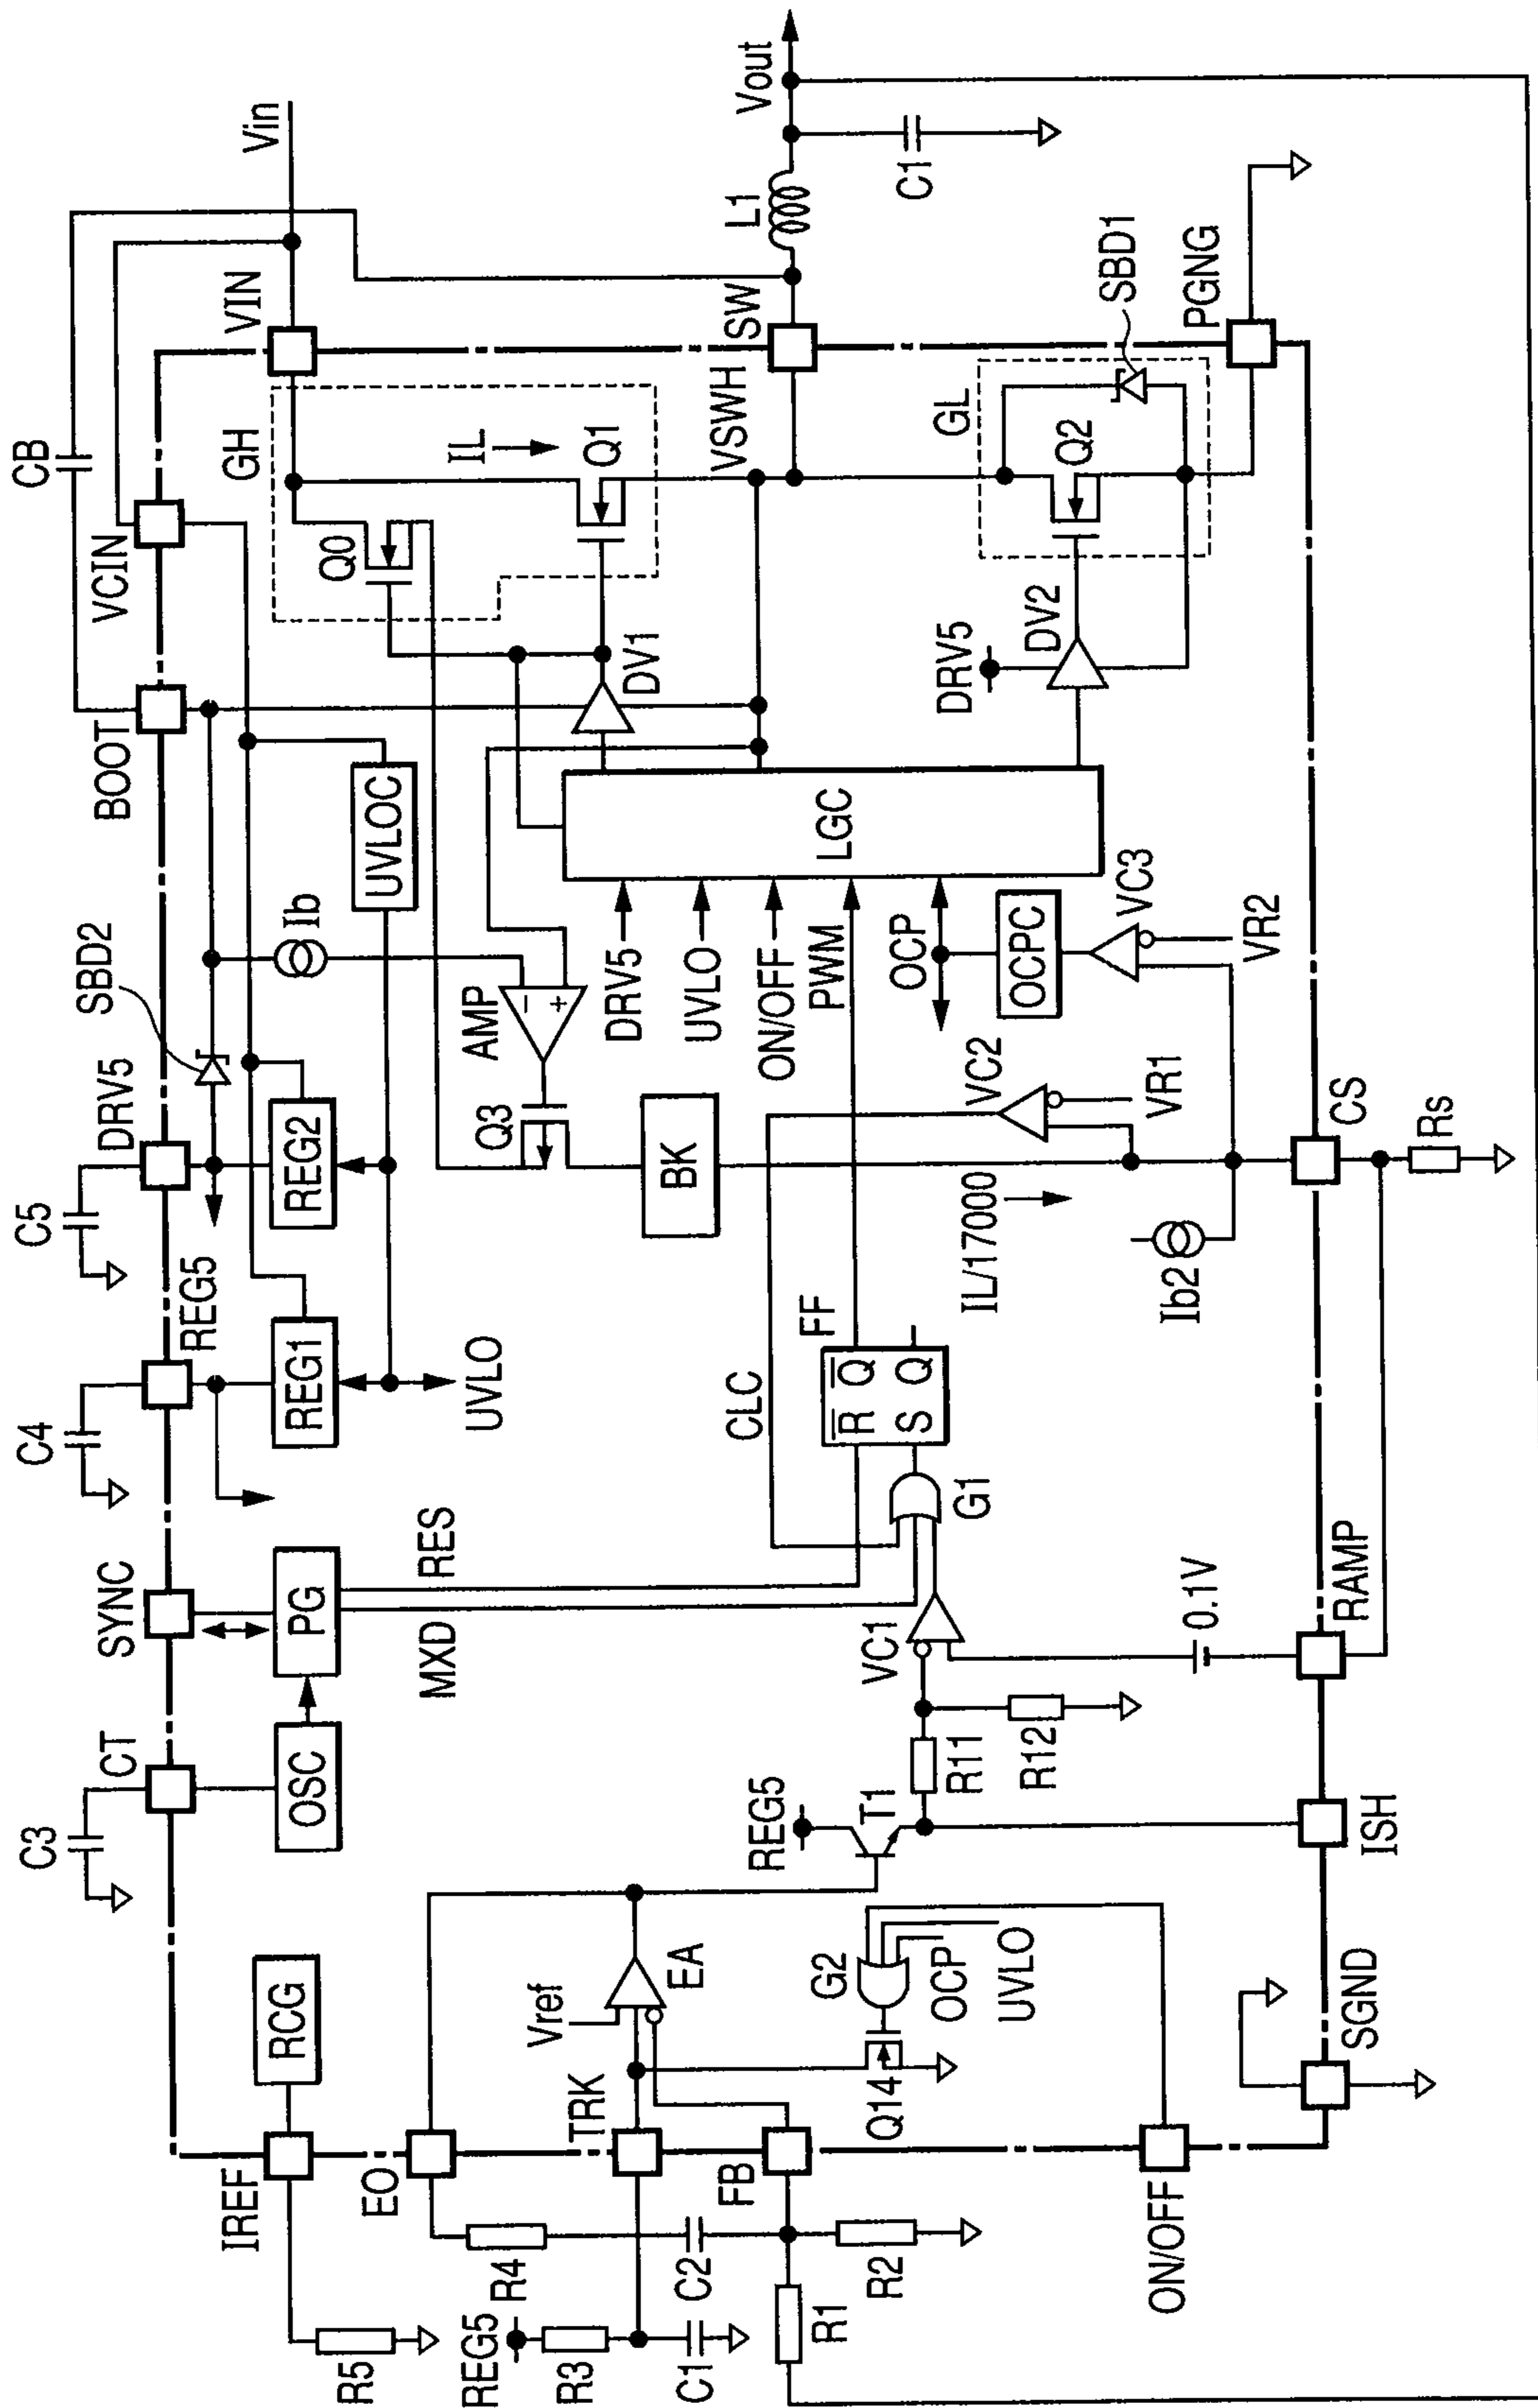 CB
Vin
C5
C4
C3
BOOT
VCIN
VIN
DRV5
REG5
SYNC
CT
SBD2
GH
Ib
UVLOC
Q0
IL
Q1
REG2
REG1
PG
OSC
RCG
IREF
R5
UVLO
RES
MXD
EO
R4
REG5
R3
C1
C2
TRK
Vref
EA
AMP
Q3
BK
DV1
VSWH
SW
L1
Vout
C1
DRV5
UVLO
ON/OFF
PWM
OCP
LGC
DRV5
DV2
GL
Q2
SBD1
PGNG
OCPC
VC3
VR2
VC2
VR1
CLC
FF
R Q
S Q
G1
IL/17000
Ib2
CS
Rs
VC1
0.1V
RAMP
R11
R12
REG5
T1
ISH
FB
R1
R2
Q14
G2
OCP
UVLO
ON/OFF
SGND